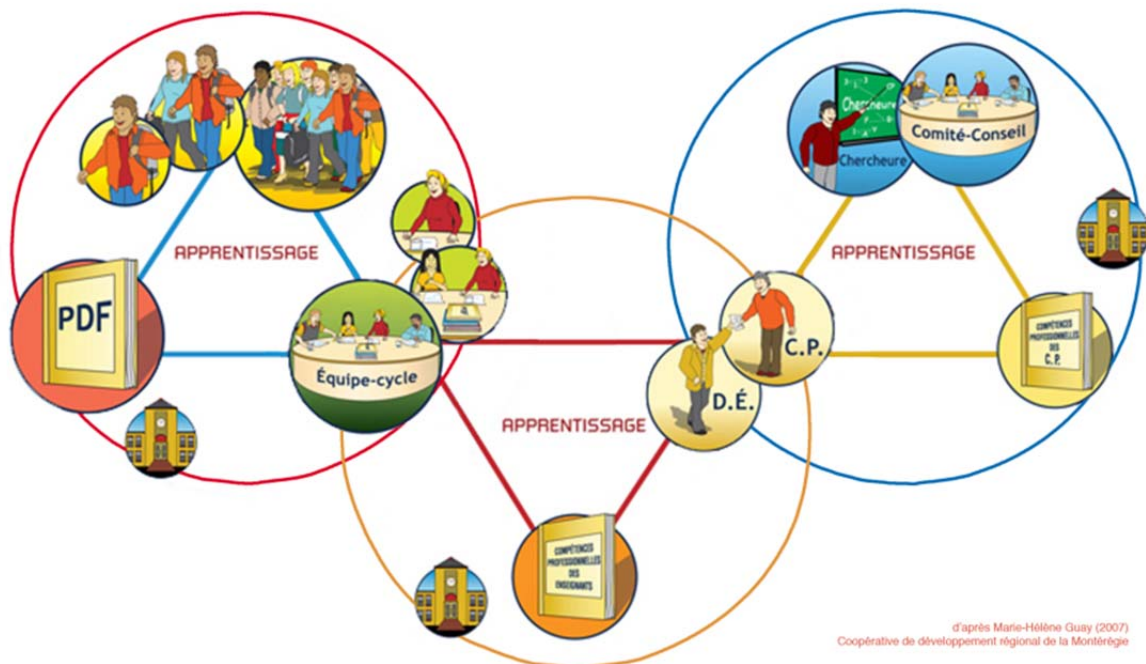 Chercheure
Chercheure
Comité-Conseil
APPRENTISSAGE
APPRENTISSAGE
PDF
Équipe-cycle
C.P.
COMPÉTENCES
PROFESSIONNELLES
DES
C.P.
D.É.
APPRENTISSAGE
COMPÉTENCES
PROFESSIONNELLES
DES
ENSEIGNANTS
d'après Marie-Hélène Guay (2007)
Coopérative de développement régional de la Montérégie